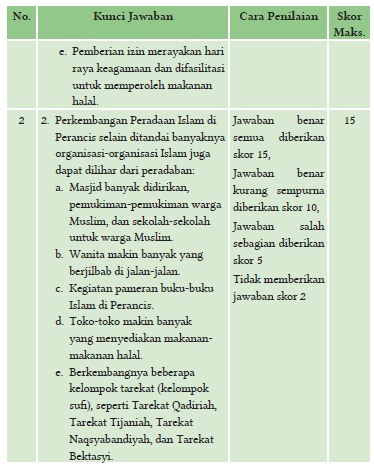 No. Kunci Jawaban Cara Penilaian Skor Maks.
e. Pemberian izin merayakan hari
raya keagamaan dan difasilitasi
untuk memperoleh makanan
halal.
2
2. Perkembangan Peradaan Islam di
Perancis selain ditandai banyaknya
organisasi-organisasi Islam juga
dapat dilihar dari peradaban:
a. Masjid banyak didirikan,
pemukiman-pemukiman warga
Muslim, dan sekolah-sekolah
untuk warga Muslim.
b. Wanita makin banyak yang
berjilbab di jalan-jalan.
c. Kegiatan pameran buku-buku
Islam di Perancis.
d. Toko-toko makin banyak
yang menyediakan makanan-
makanan halal.
e. Berkembangnya beberapa
kelompok tarekat (kelompok
sufi), seperti Tarekat Qadiriah,
Tarekat Tijaniah, Tarekat
Naqsyabandiyah, dan Tarekat
Bektasyi.
Jawaban benar
semua diberikan
skor 15,
Jawaban benar
kurang sempurna
diberikan skor 10,
Jawaban salah
sebagian diberikan
skor 5
Tidak memberikan
jawaban skor 2
15